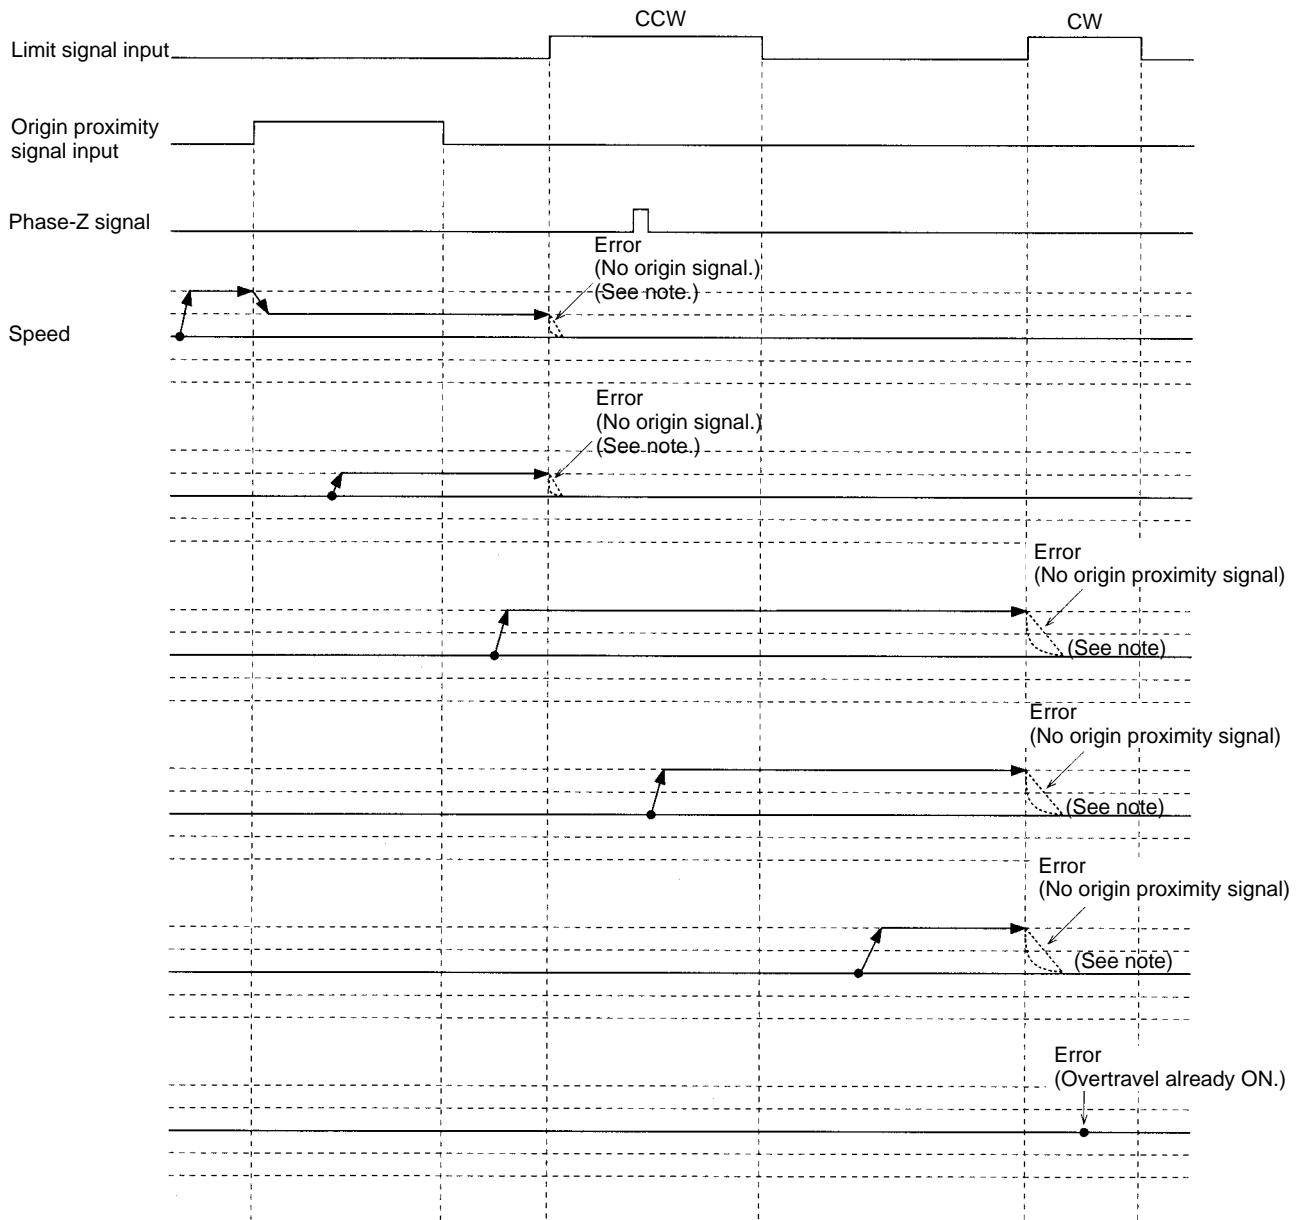 CCW
CW
Limit signal input
Origin proximity
signal input
Phase-Z signal
Error
(No origin signal.)
(See note.)
Speed
Error
(No origin signal.)
(See note.)
Error
(No origin proximity signal)
(See note)
Error
(No origin proximity signal)
(See note)
Error
(No origin proximity signal)
(See note)
Error
(Overtravel already ON.)